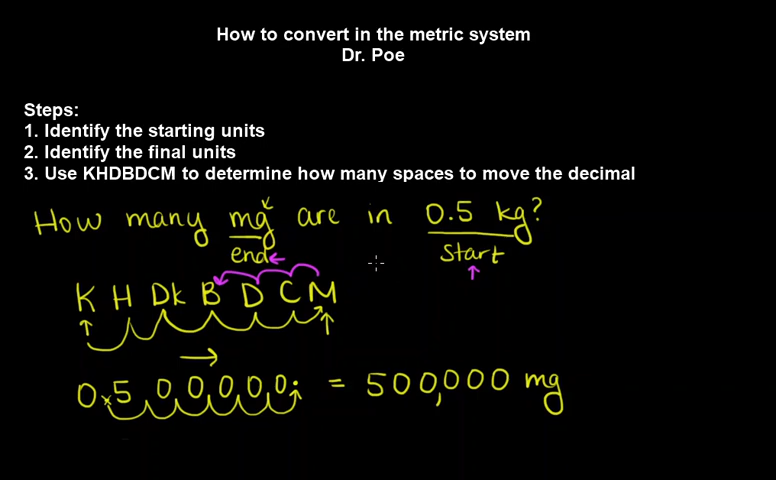 How to convert in the metric system
Dr. Poe
Steps:
1. Identify the starting units
2. Identify the final units
3. Use KHDBDCM to determine how many spaces to move the decimal
How many mg are in 0.5 kg?
end start
K H Dk B D C M
0.5,0,0,0,0,0. = 500,000 mg